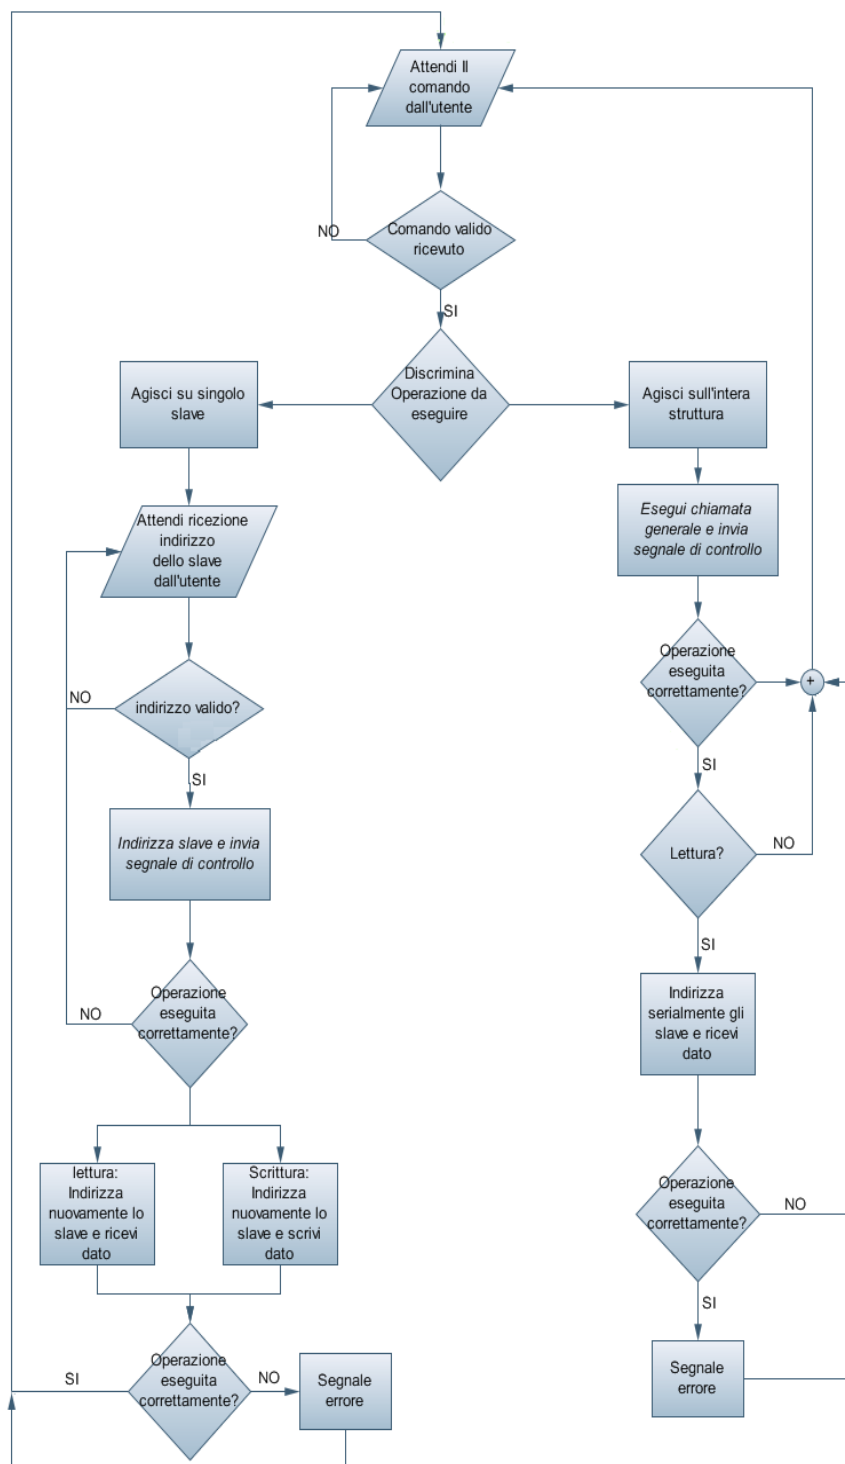 Attendi Il
comando
dall'utente
NO
Comando valido
ricevuto
SI
Discrimina
Operazione da
eseguire
Agisci su singolo
slave
Attendi ricezione
indirizzo
dello slave
dall'utente
NO
indirizzo valido?
SI
Indirizza slave e invia
segnale di controllo
NO
Operazione
eseguita
correttamente?
lettura:
Indirizza
nuovamente lo
slave e ricevi
dato
Scrittura:
Indirizza
nuovamente lo
slave e scrivi
dato
SI
Operazione
eseguita
correttamente?
NO
Segnale
errore
Agisci sull'intera
struttura
Esegui chiamata
generale e invia
segnale di controllo
Operazione
eseguita
correttamente?
+
SI
Lettura?
NO
SI
Indirizza
serialmente gli
slave e ricevi
dato
Operazione
eseguita
correttamente?
NO
SI
Segnale
errore